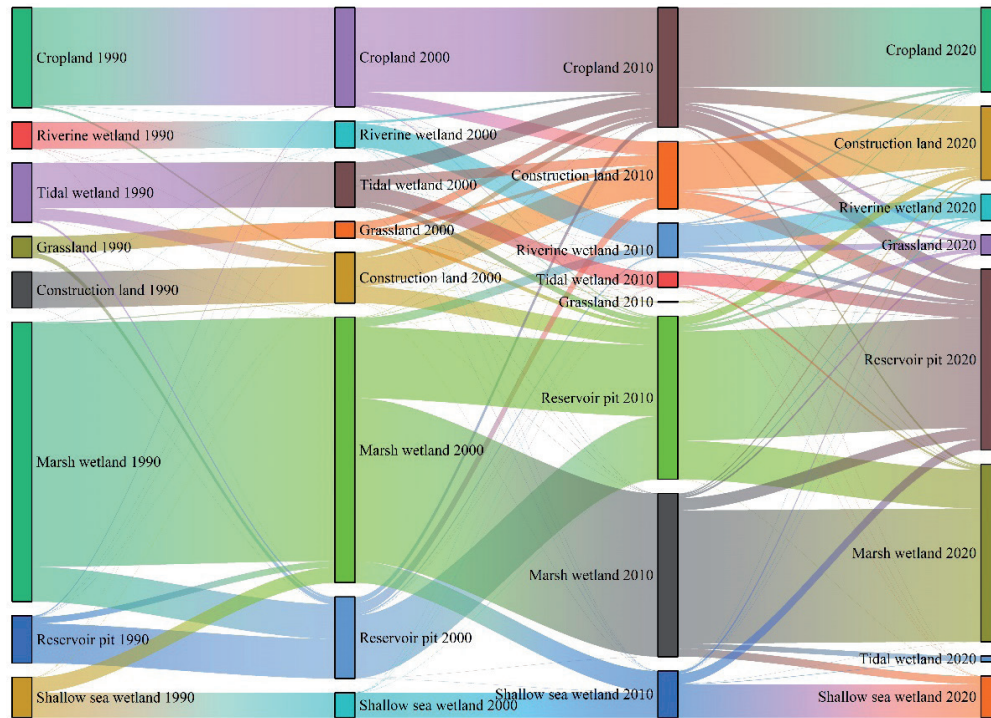 Cropland 1990
Riverine wetland 1990
Tidal wetland 1990
Grassland 1990
Construction land 1990
Marsh wetland 1990
Reservoir pit 1990
Shallow sea wetland 1990
Cropland 2000
Riverine wetland 2000
Tidal wetland 2000
Grassland 2000
Construction land 2000
Marsh wetland 2000
Reservoir pit 2000
Shallow sea wetland 2000
Cropland 2010
Construction land 2010
Riverine wetland 2010
Tidal wetland 2010
Grassland 2010
Reservoir pit 2010
Marsh wetland 2010
Shallow sea wetland 2010
Cropland 2020
Construction land 2020
Riverine wetland 2020
Grassland 2020
Reservoir pit 2020
Marsh wetland 2020
Tidal wetland 2020
Shallow sea wetland 2020